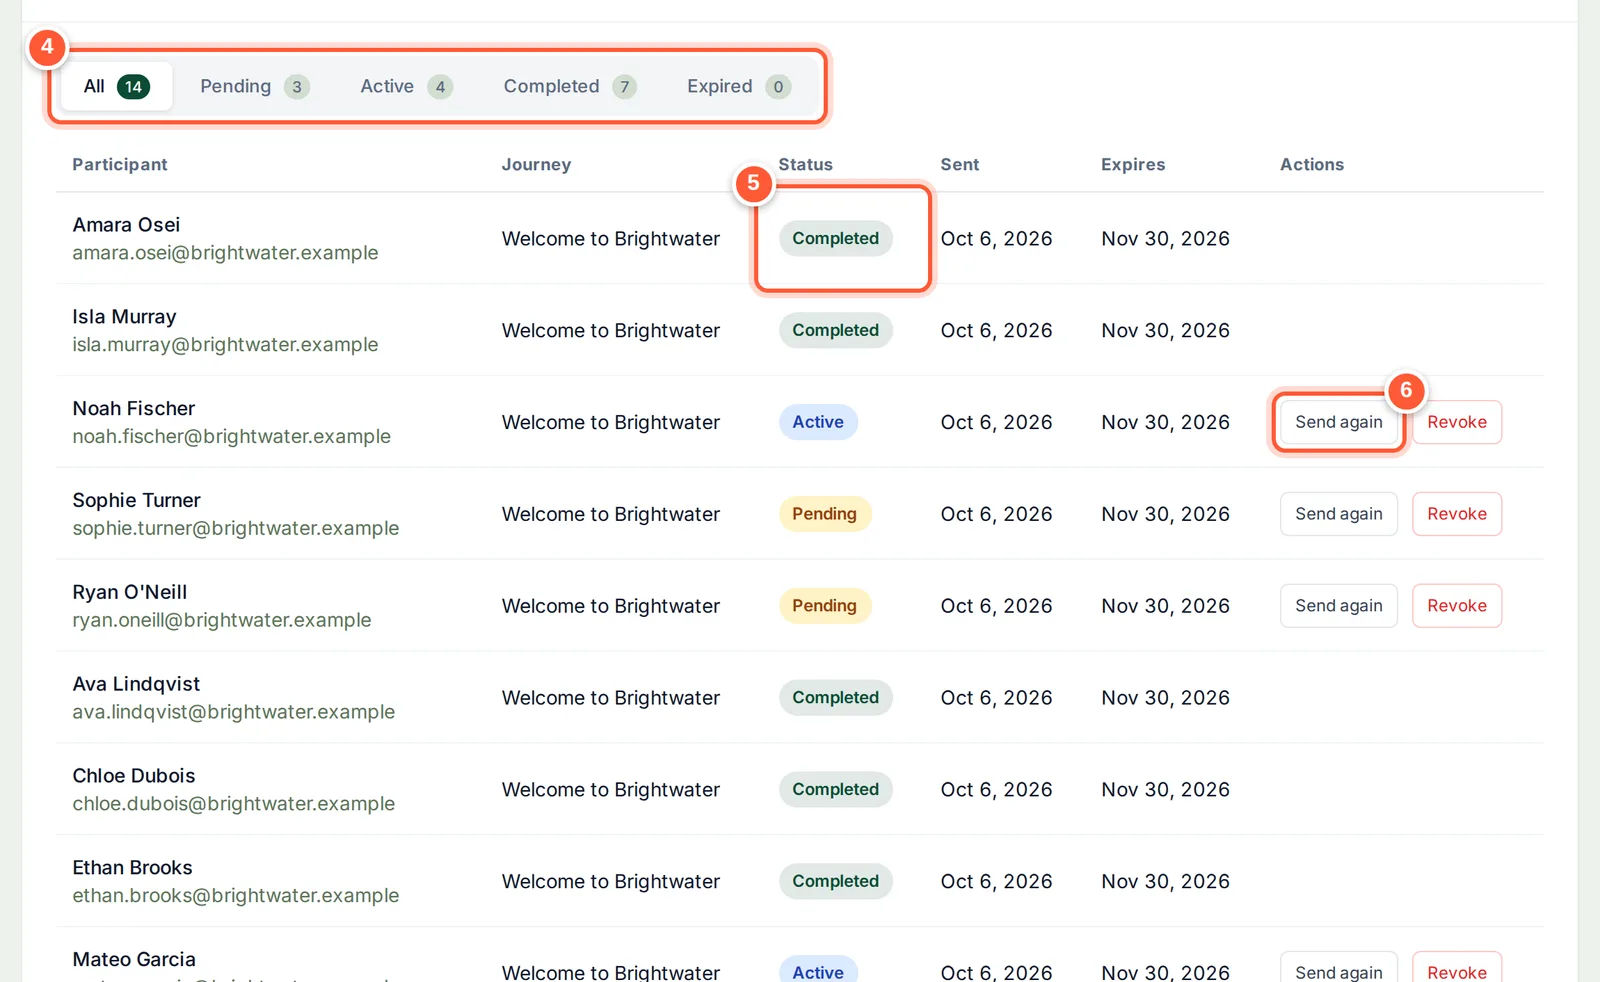 4
All 14 Pending 3 Active 4 Completed 7 Expired 0
Participant Journey Status Sent Expires Actions
5
Amara Osei
amara.osei@brightwater.example
Welcome to Brightwater Completed Oct 6, 2026 Nov 30, 2026
Isla Murray
isla.murray@brightwater.example
Welcome to Brightwater Completed Oct 6, 2026 Nov 30, 2026
6
Noah Fischer
noah.fischer@brightwater.example
Welcome to Brightwater Active Oct 6, 2026 Nov 30, 2026 Send again Revoke
Sophie Turner
sophie.turner@brightwater.example
Welcome to Brightwater Pending Oct 6, 2026 Nov 30, 2026 Send again Revoke
Ryan O'Neill
ryan.oneill@brightwater.example
Welcome to Brightwater Pending Oct 6, 2026 Nov 30, 2026 Send again Revoke
Ava Lindqvist
ava.lindqvist@brightwater.example
Welcome to Brightwater Completed Oct 6, 2026 Nov 30, 2026
Chloe Dubois
chloe.dubois@brightwater.example
Welcome to Brightwater Completed Oct 6, 2026 Nov 30, 2026
Ethan Brooks
ethan.brooks@brightwater.example
Welcome to Brightwater Completed Oct 6, 2026 Nov 30, 2026
Mateo Garcia
Welcome to Brightwater Active Oct 6, 2026 Nov 30, 2026 Send again Revoke